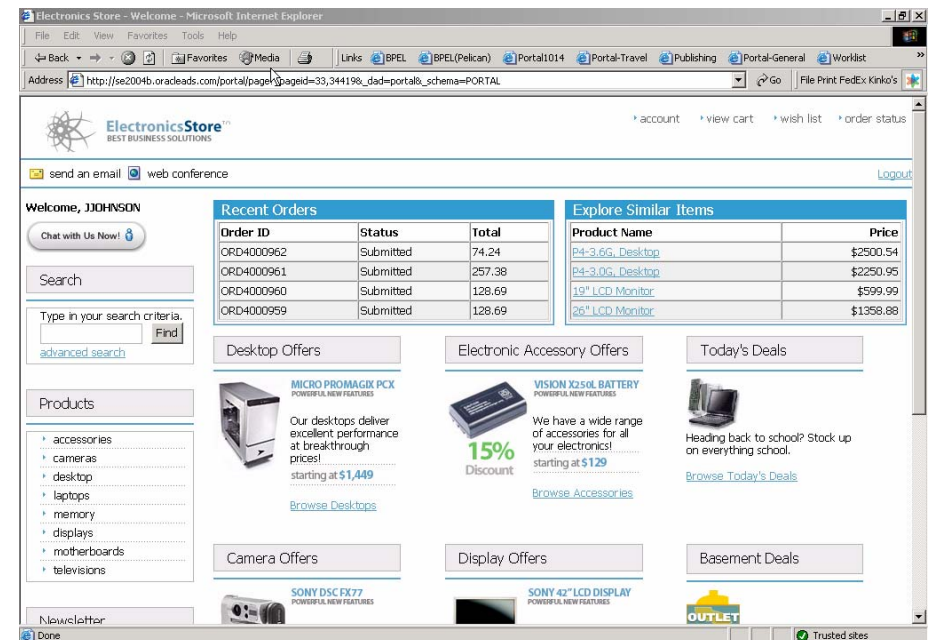 Electronics Store - Welcome - Microsoft Internet Explorer
File Edit View Favorites Tools Help
Back Favorites Media Links BPEL BPEL(Pelican) Portal1014 Portal-Travel Publishing Portal-General Worklist »
Address http://se2004b.oracleads.com/portal/page?_pageid=33,34419&_dad=portal&_schema=PORTAL Go File Print FedEx Kinko's
ElectronicsStore™
BEST BUSINESS SOLUTIONS
account view cart wish list order status
send an email web conference Logout
Welcome, JJOHNSON
Chat with Us Now!
Search
Type in your search criteria.
Find
advanced search
Products
accessories
cameras
desktop
laptops
memory
displays
motherboards
televisions
Newsletter
Recent Orders
Order ID Status Total
ORD4000962 Submitted 74.24
ORD4000961 Submitted 257.38
ORD4000960 Submitted 128.69
ORD4000959 Submitted 128.69
Explore Similar Items
Product Name Price
P4-3.6G, Desktop $2500.54
P4-3.0G, Desktop $2250.95
19" LCD Monitor $599.99
26" LCD Monitor $1358.88
Desktop Offers
MICRO PROMAGIX PCX
POWERFUL NEW FEATURES
Our desktops deliver
excellent performance
at breakthrough
prices!
starting at $1,449
Browse Desktops
Electronic Accessory Offers
VISION X250L BATTERY
POWERFUL NEW FEATURES
We have a wide range
of accessories for all
your electronics!
15%
Discount
starting at $129
Browse Accessories
Today's Deals
Heading back to school? Stock up
on everything school.
Browse Today's Deals
Camera Offers
SONY DSC FX77
POWERFUL NEW FEATURES
Display Offers
SONY 42" LCD DISPLAY
POWERFUL NEW FEATURES
Basement Deals
OUTLET
Done Trusted sites